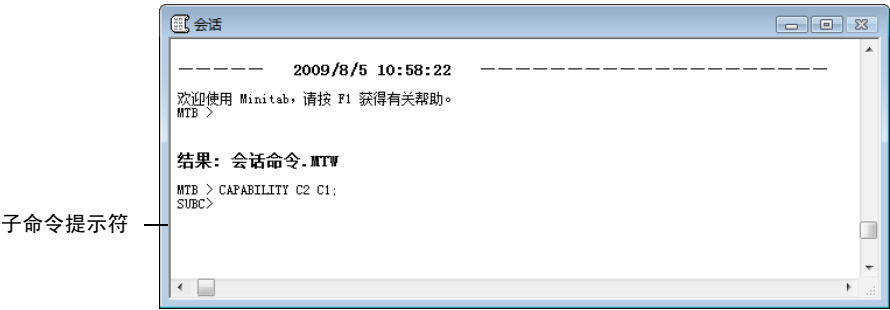 会话
————— 2009/8/5 10:58:22 ————————————————————
欢迎使用 Minitab，请按 F1 获得有关帮助。
MTB >
结果: 会话命令.MTW
MTB > CAPABILITY C2 C1;
SUBC>
子命令提示符